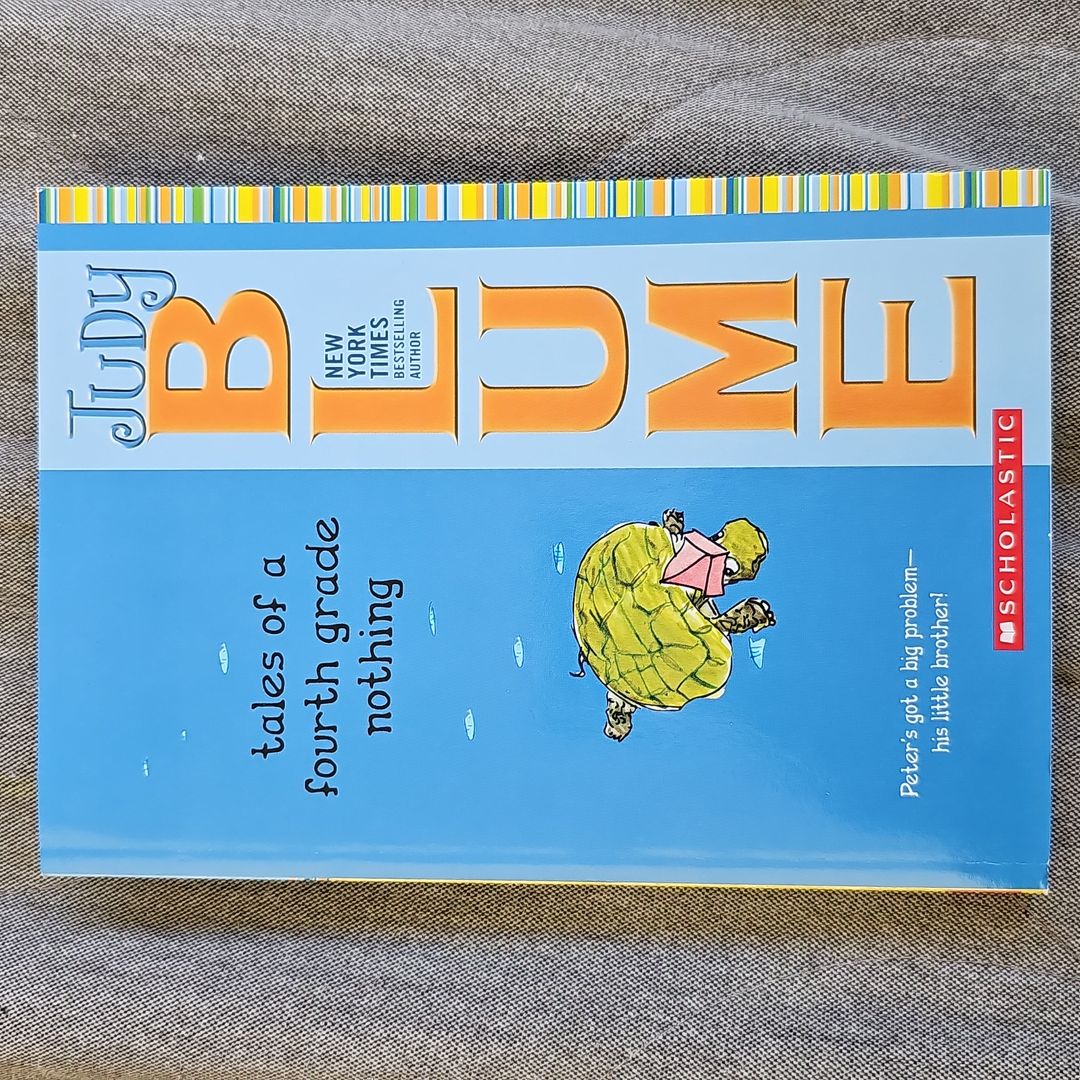 JuDy
BLUME
NEW
YORK
TIMES
BESTSELLING
AUTHOR
tales of a
fourth grade
nothing
Peter's got a big problem—
his little brother!
SCHOLASTIC